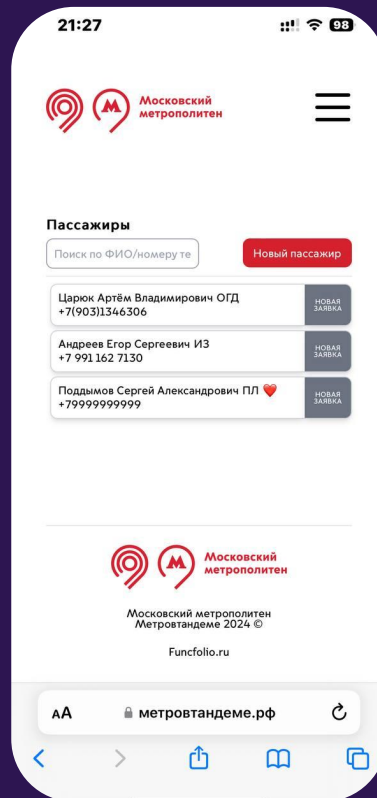 21:27
98
Московский
метрополитен
Пассажиры
Поиск по ФИО/номеру те
Новый пассажир
Царюк Артём Владимирович ОГД
+7(903)1346306
НОВАЯ
ЗАЯВКА
Андреев Егор Сергеевич ИЗ
+7 991 162 7130
НОВАЯ
ЗАЯВКА
Поддымов Сергей Александрович ПЛ ❤️
+79999999999
НОВАЯ
ЗАЯВКА
Московский
метрополитен
Московский метрополитен
Метровтандеме 2024 ©
Funcfolio.ru
AA
метровтандеме.рф